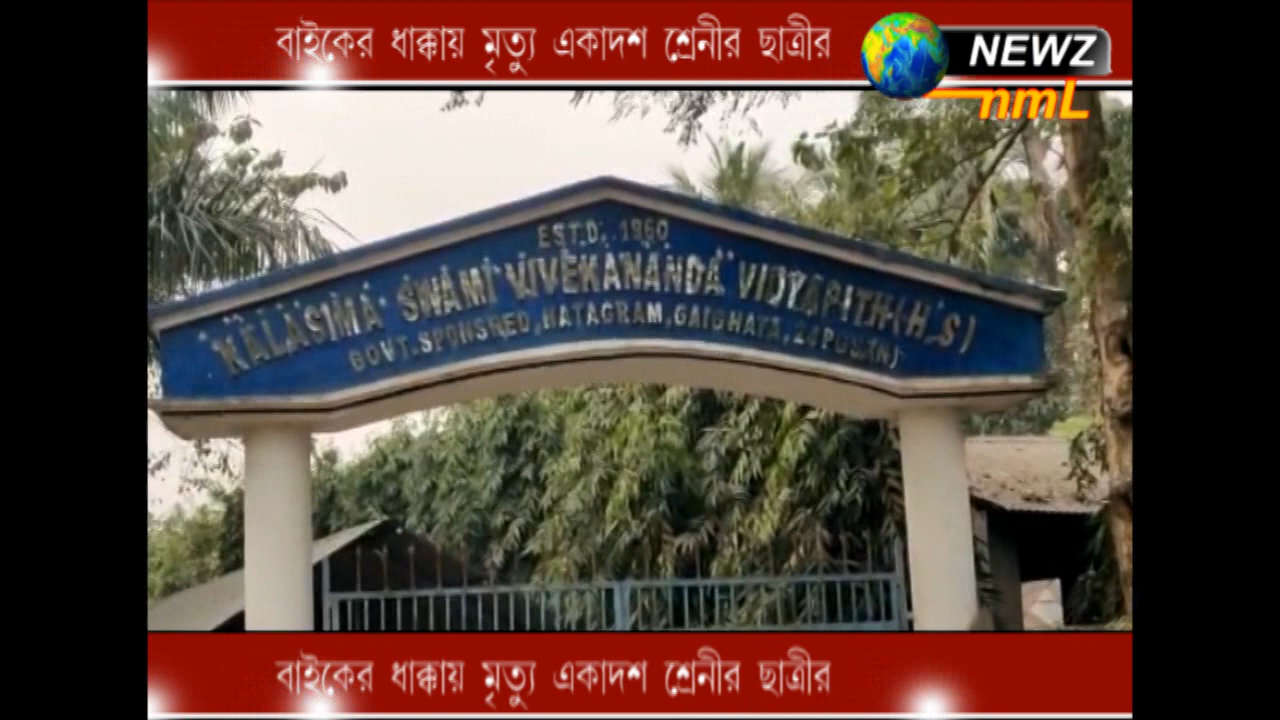 বাইকের ধাক্কায় মৃত্যু একাদশ শ্রেনীর ছাত্রীর
NEWZ
nmL
ESTD. 1960
KALASIMA SWAMI VIVEKANANDA VIDYAPITH (H.S)
GOVT. SPONSRED, NATAGRAM, GAIGHATA, 24 PGS.(N)
বাইকের ধাক্কায় মৃত্যু একাদশ শ্রেনীর ছাত্রীর